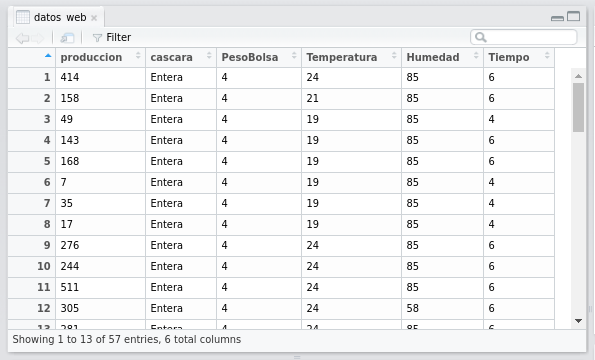 datos_web
Filter
produccion cascara PesoBolsa Temperatura Humedad Tiempo
1 414 Entera 4 24 85 6
2 158 Entera 4 21 85 6
3 49 Entera 4 19 85 4
4 143 Entera 4 19 85 6
5 168 Entera 4 19 85 6
6 7 Entera 4 19 85 4
7 35 Entera 4 19 85 4
8 17 Entera 4 19 85 4
9 276 Entera 4 24 85 6
10 244 Entera 4 24 85 6
11 511 Entera 4 24 85 6
12 305 Entera 4 24 58 6
13 281 Entera 4 24 85 6
Showing 1 to 13 of 57 entries, 6 total columns